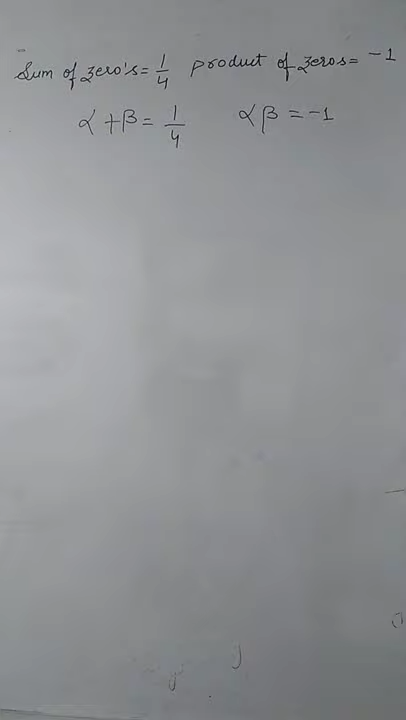 Sum of zero's = 1/4 product of zeros = -1
α + β = 1/4 αβ = -1